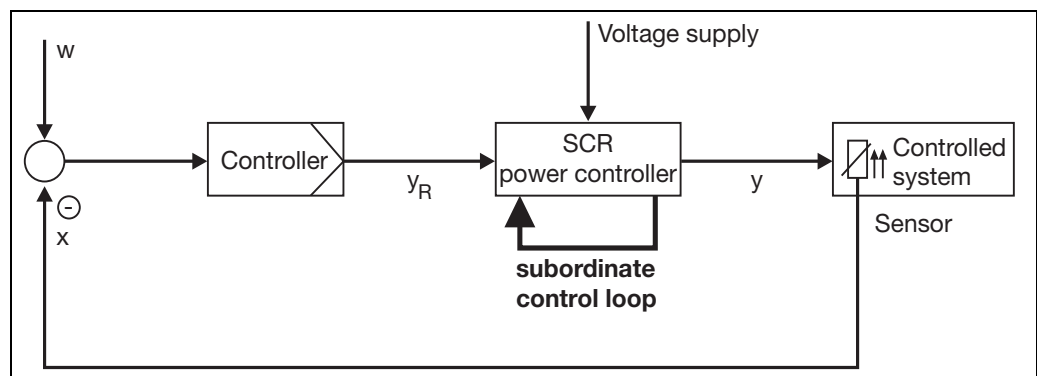 w
Voltage supply
Controller
SCR
power controller
Controlled
system
y_R
y
Sensor
-
x
subordinate
control loop